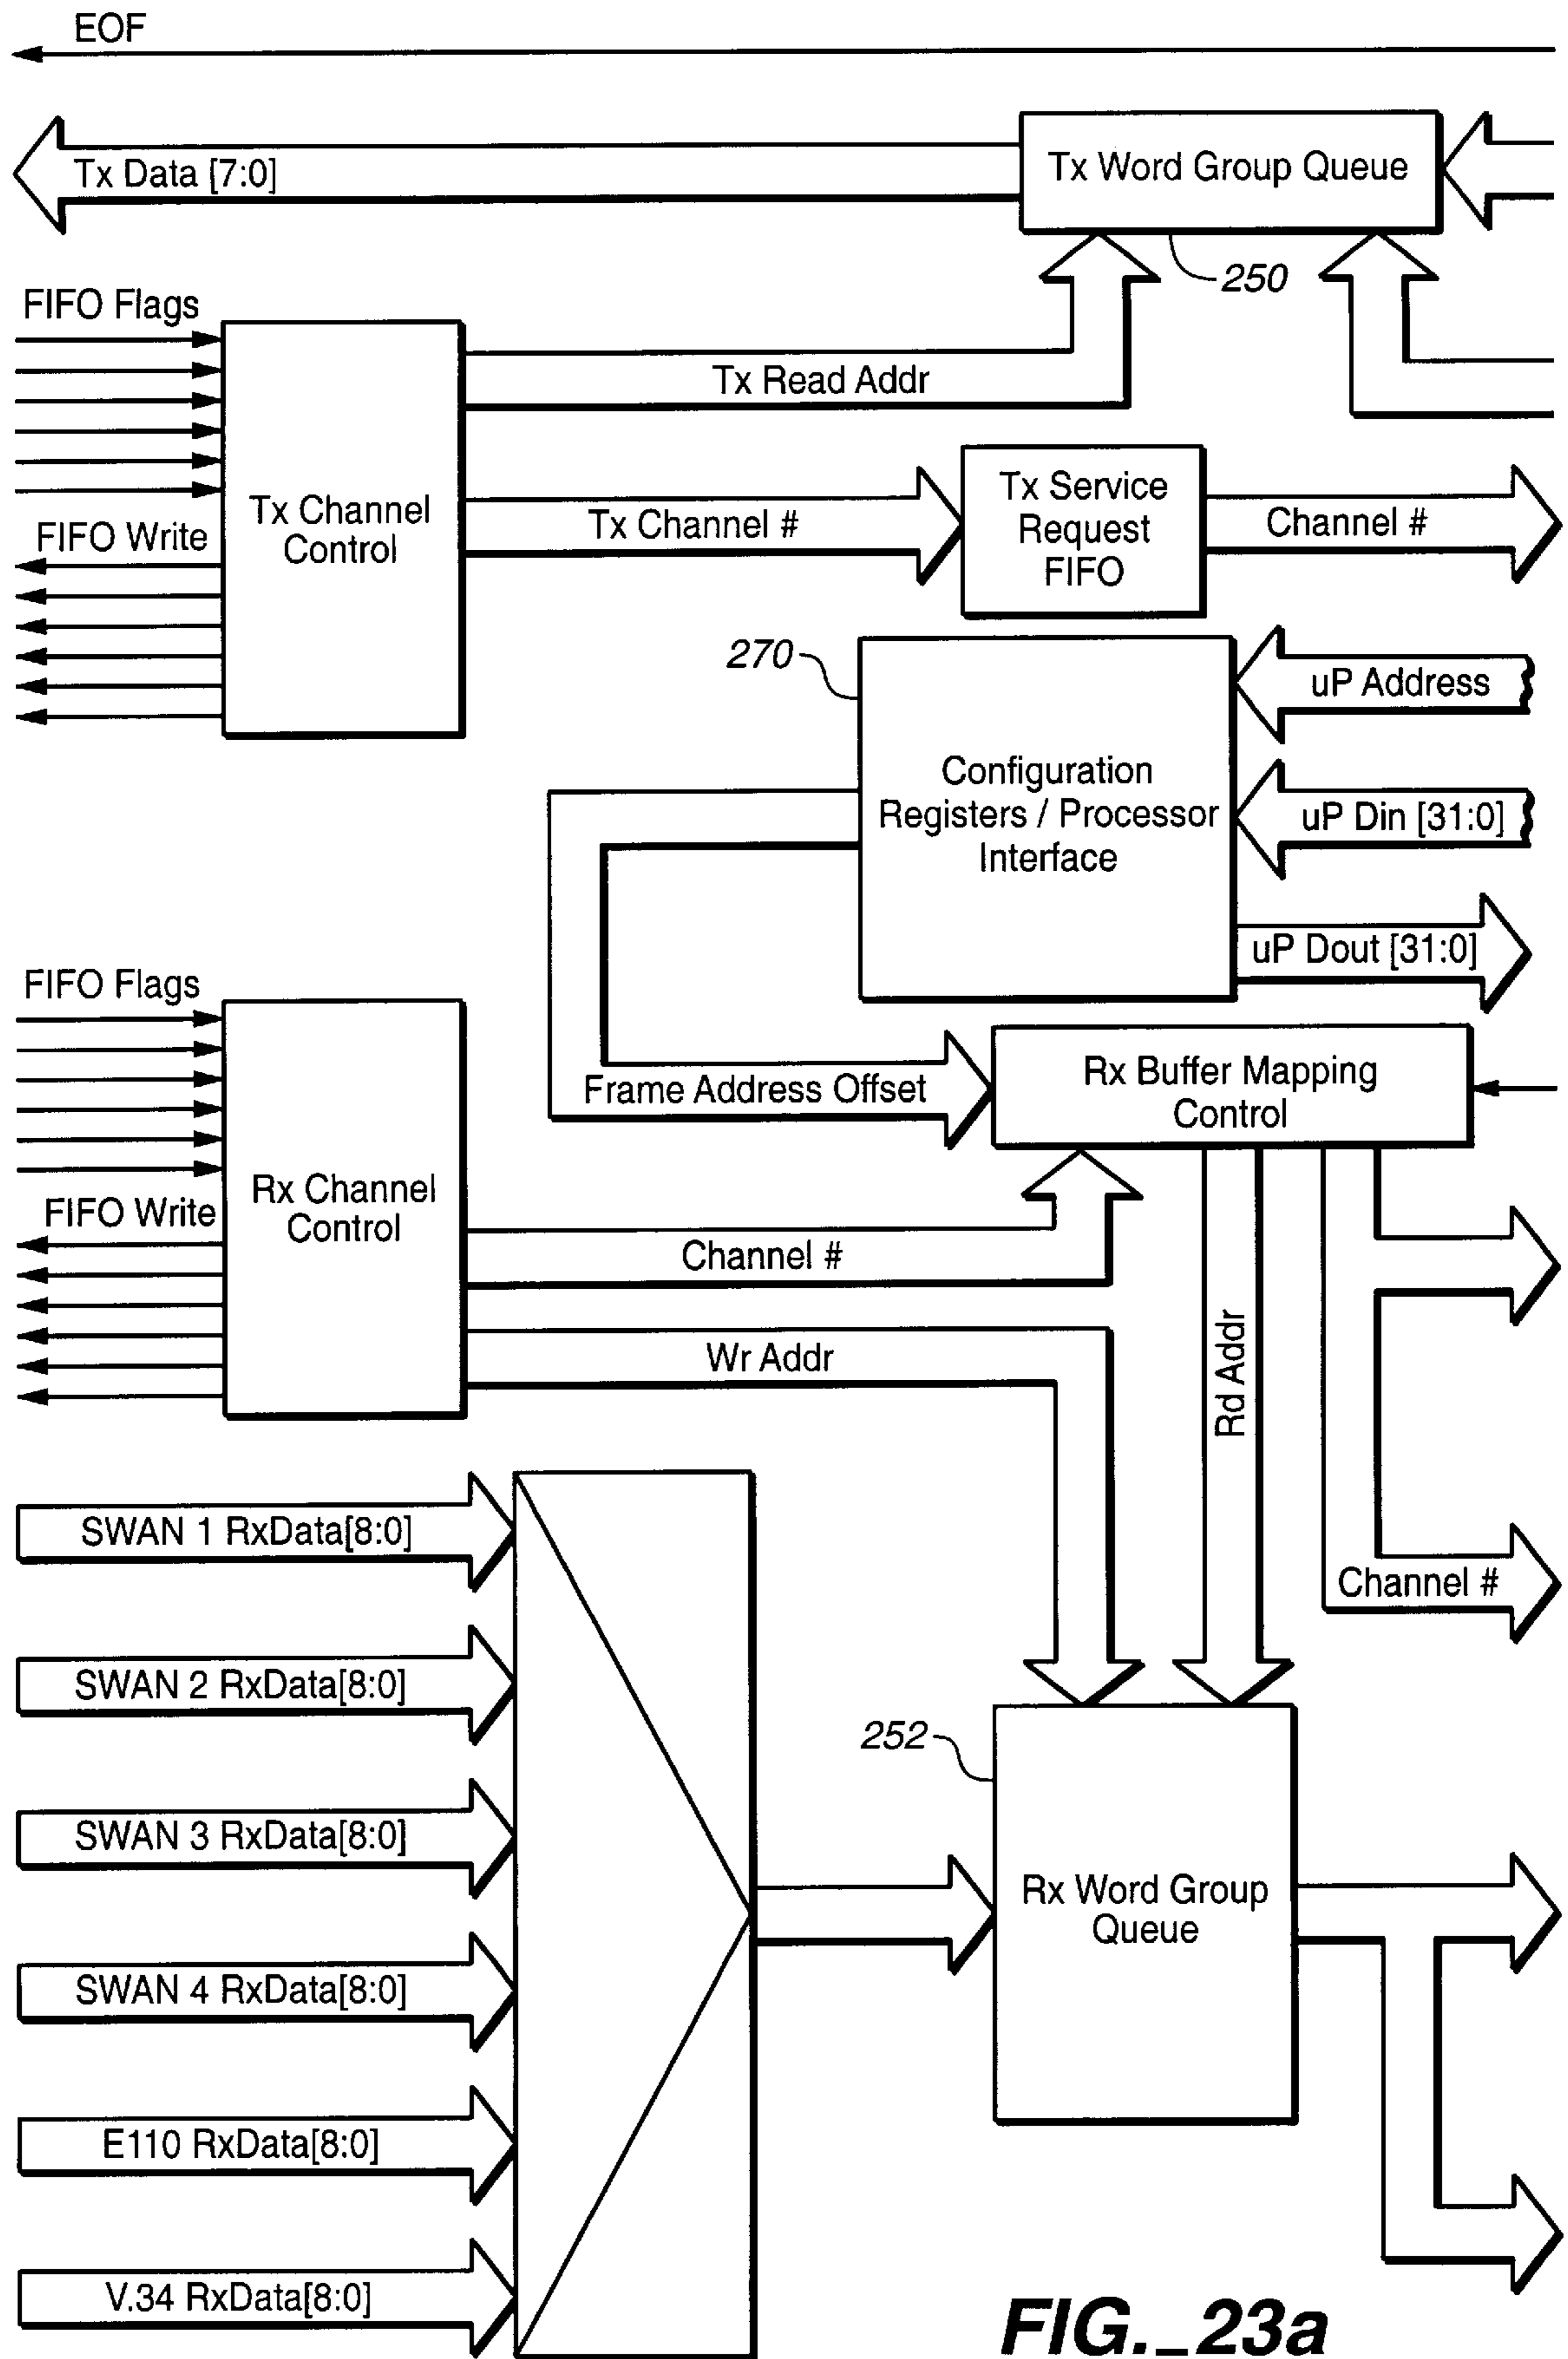 EOF
Tx Data [7:0]
Tx Word Group Queue
250
FIFO Flags
Tx Read Addr
Tx Channel
Control
Tx Channel #
Tx Service
Request
FIFO
Channel #
FIFO Write
270
uP Address
Configuration
Registers / Processor
Interface
uP Din [31:0]
uP Dout [31:0]
FIFO Flags
Frame Address Offset
Rx Buffer Mapping
Control
Rx Channel
Control
FIFO Write
Channel #
Wr Addr
Rd Addr
Channel #
SWAN 1 RxData[8:0]
SWAN 2 RxData[8:0]
SWAN 3 RxData[8:0]
SWAN 4 RxData[8:0]
E110 RxData[8:0]
V.34 RxData[8:0]
252
Rx Word Group
Queue
FIG._23a